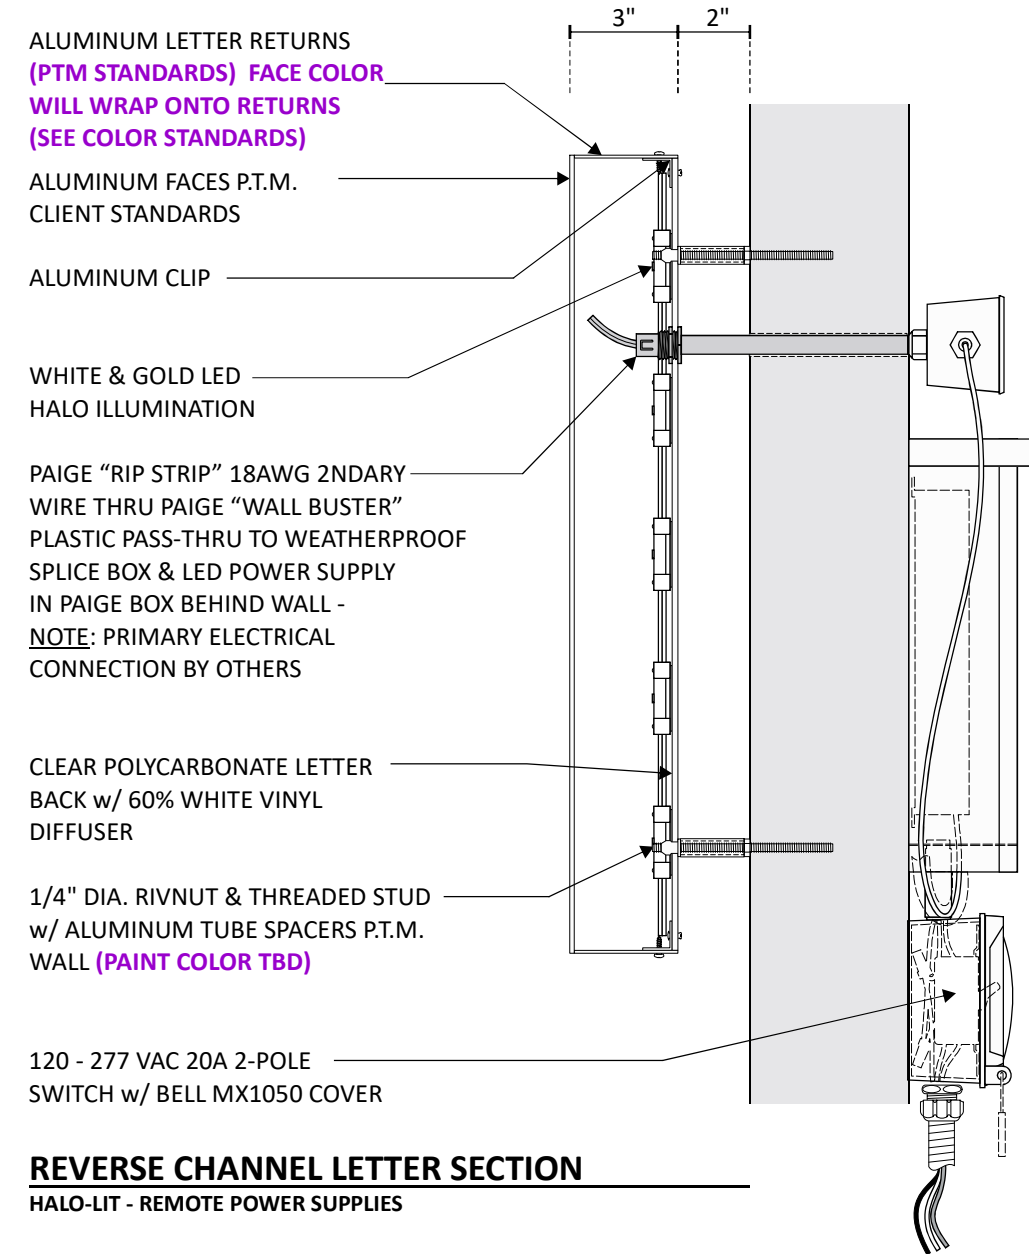 3" 2"
ALUMINUM LETTER RETURNS
(PTM STANDARDS) FACE COLOR
WILL WRAP ONTO RETURNS
(SEE COLOR STANDARDS)
ALUMINUM FACES P.T.M.
CLIENT STANDARDS
ALUMINUM CLIP
WHITE & GOLD LED
HALO ILLUMINATION
PAIGE “RIP STRIP” 18AWG 2NDARY
WIRE THRU PAIGE “WALL BUSTER”
PLASTIC PASS-THRU TO WEATHERPROOF
SPLICE BOX & LED POWER SUPPLY
IN PAIGE BOX BEHIND WALL -
NOTE: PRIMARY ELECTRICAL
CONNECTION BY OTHERS
CLEAR POLYCARBONATE LETTER
BACK w/ 60% WHITE VINYL
DIFFUSER
1/4" DIA. RIVNUT & THREADED STUD
w/ ALUMINUM TUBE SPACERS P.T.M.
WALL (PAINT COLOR TBD)
120 - 277 VAC 20A 2-POLE
SWITCH w/ BELL MX1050 COVER
REVERSE CHANNEL LETTER SECTION
HALO-LIT - REMOTE POWER SUPPLIES